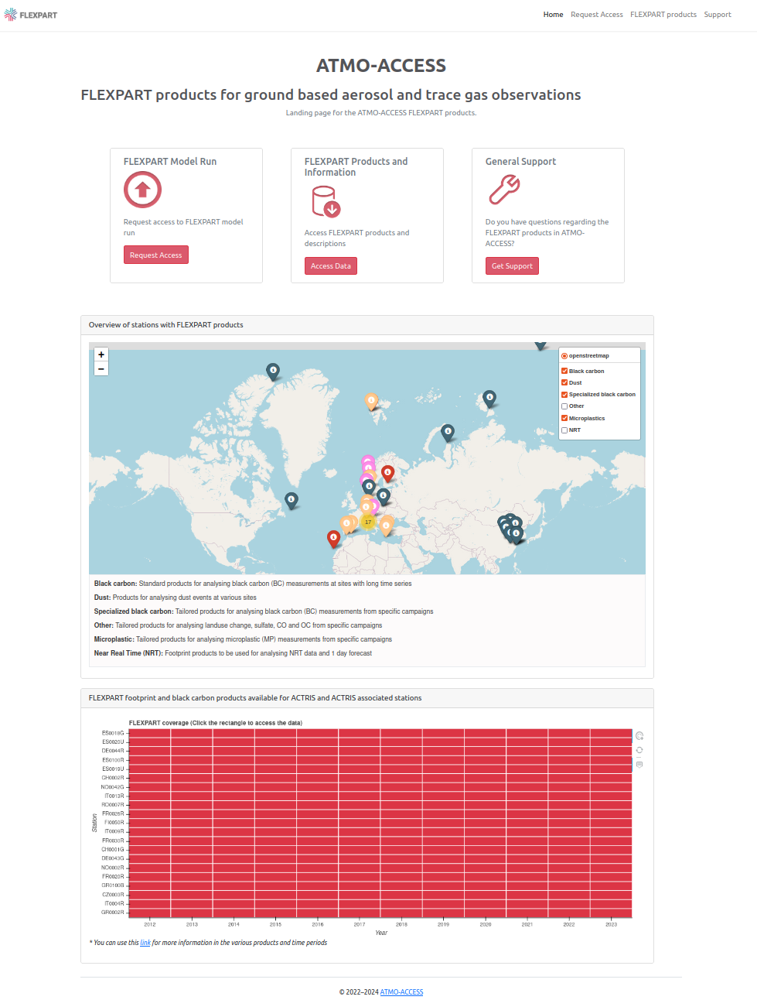 FLEXPART
Home Request Access FLEXPART products Support
ATMO-ACCESS
FLEXPART products for ground based aerosol and trace gas observations
Landing page for the ATMO-ACCESS FLEXPART products.
FLEXPART Model Run
Request access to FLEXPART model
run
Request Access
FLEXPART Products and
Information
Access FLEXPART products and
descriptions
Access Data
General Support
Do you have questions regarding the
FLEXPART products in ATMO-
ACCESS?
Get Support
Overview of stations with FLEXPART products
+
−
openstreetmap
Black carbon
Dust
Specialized black carbon
Other
Microplastics
NRT
17
Black carbon: Standard products for analysing black carbon (BC) measurements at sites with long time series
Dust: Products for analysing dust events at various sites
Specialized black carbon: Tailored products for analysing black carbon (BC) measurements from specific campaigns
Other: Tailored products for analysing landuse change, sulfate, CO and OC from specific campaigns
Microplastic: Tailored products for analysing microplastic (MP) measurements from specific campaigns
Near Real Time (NRT): Footprint products to be used for analysing NRT data and 1 day forecast
FLEXPART footprint and black carbon products available for ACTRIS and ACTRIS associated stations
FLEXPART coverage (Click the rectangle to access the data)
Station
ES0018G
ES0020U
DE0044R
ES0100R
ES0019U
CH0002R
NO0042G
IT0013R
RO0007R
FR0026R
FI0050R
IT0009R
FR0030R
CH0001G
DE0043G
NO0002R
FR0020R
GR0100B
CZ0003R
IT0004R
GR0002R
2012 2013 2014 2015 2016 2017 2018 2019 2020 2021 2022 2023
Year
* You can use this link for more information in the various products and time periods
© 2022–2024 ATMO-ACCESS